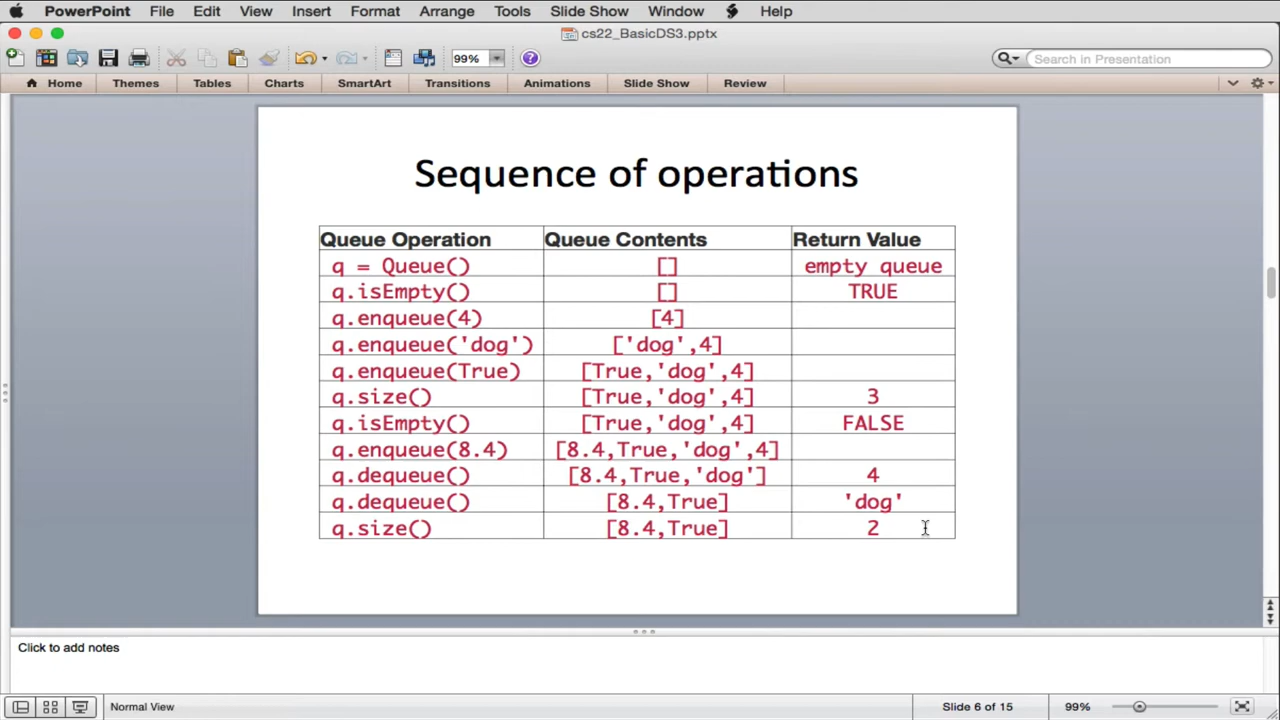 PowerPoint File Edit View Insert Format Arrange Tools Slide Show Window Help
cs22_BasicDS3.pptx
99% Search in Presentation
Home Themes Tables Charts SmartArt Transitions Animations Slide Show Review
Sequence of operations
Queue Operation Queue Contents Return Value
q = Queue() [] empty queue
q.isEmpty() [] TRUE
q.enqueue(4) [4]
q.enqueue('dog') ['dog',4]
q.enqueue(True) [True,'dog',4]
q.size() [True,'dog',4] 3
q.isEmpty() [True,'dog',4] FALSE
q.enqueue(8.4) [8.4,True,'dog',4]
q.dequeue() [8.4,True,'dog'] 4
q.dequeue() [8.4,True] 'dog'
q.size() [8.4,True] 2
Click to add notes
Normal View Slide 6 of 15 99%